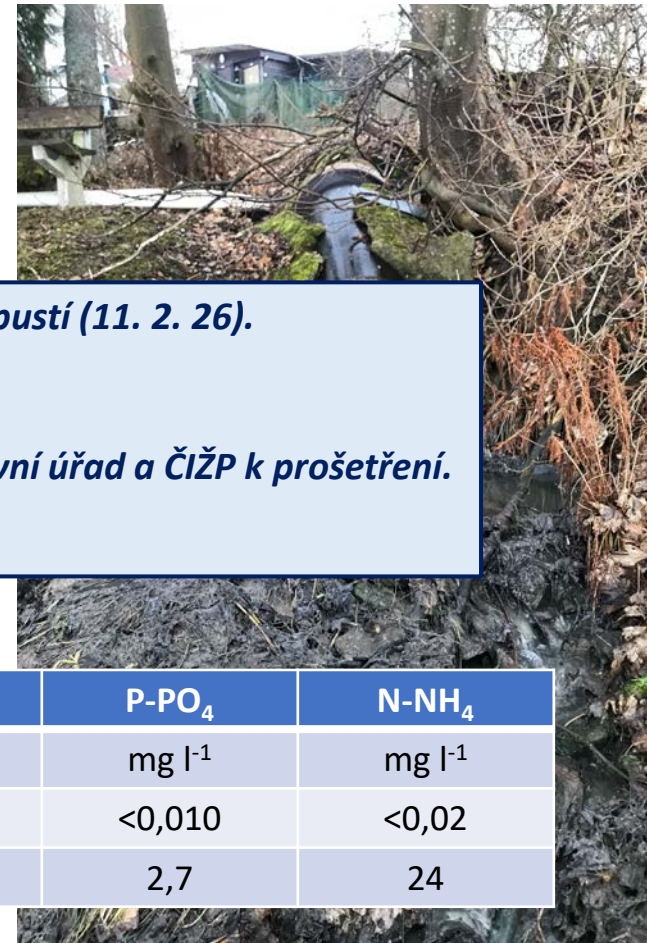 pustí (11. 2. 26).
vní úřad a ČIŽP k prošetření.
P-PO₄ N-NH₄
mg l⁻¹ mg l⁻¹
<0,010 <0,02
2,7 24